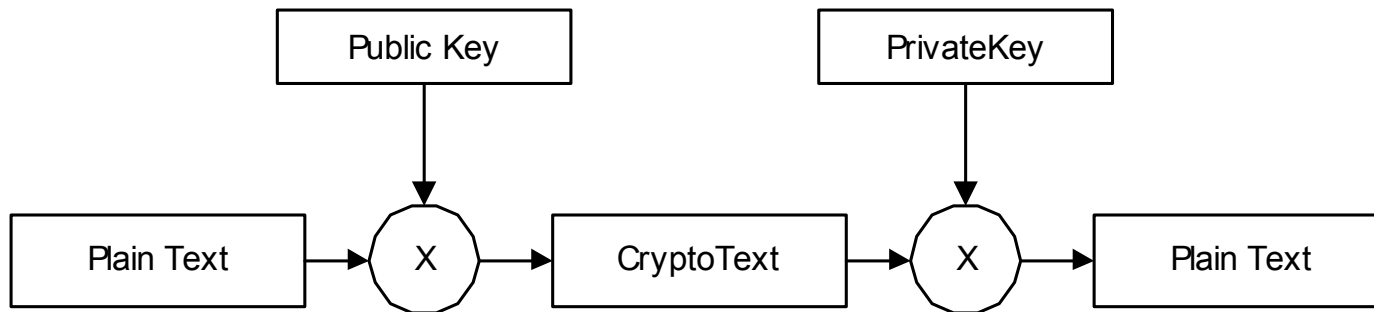 Public Key
PrivateKey
Plain Text
X
CryptoText
X
Plain Text